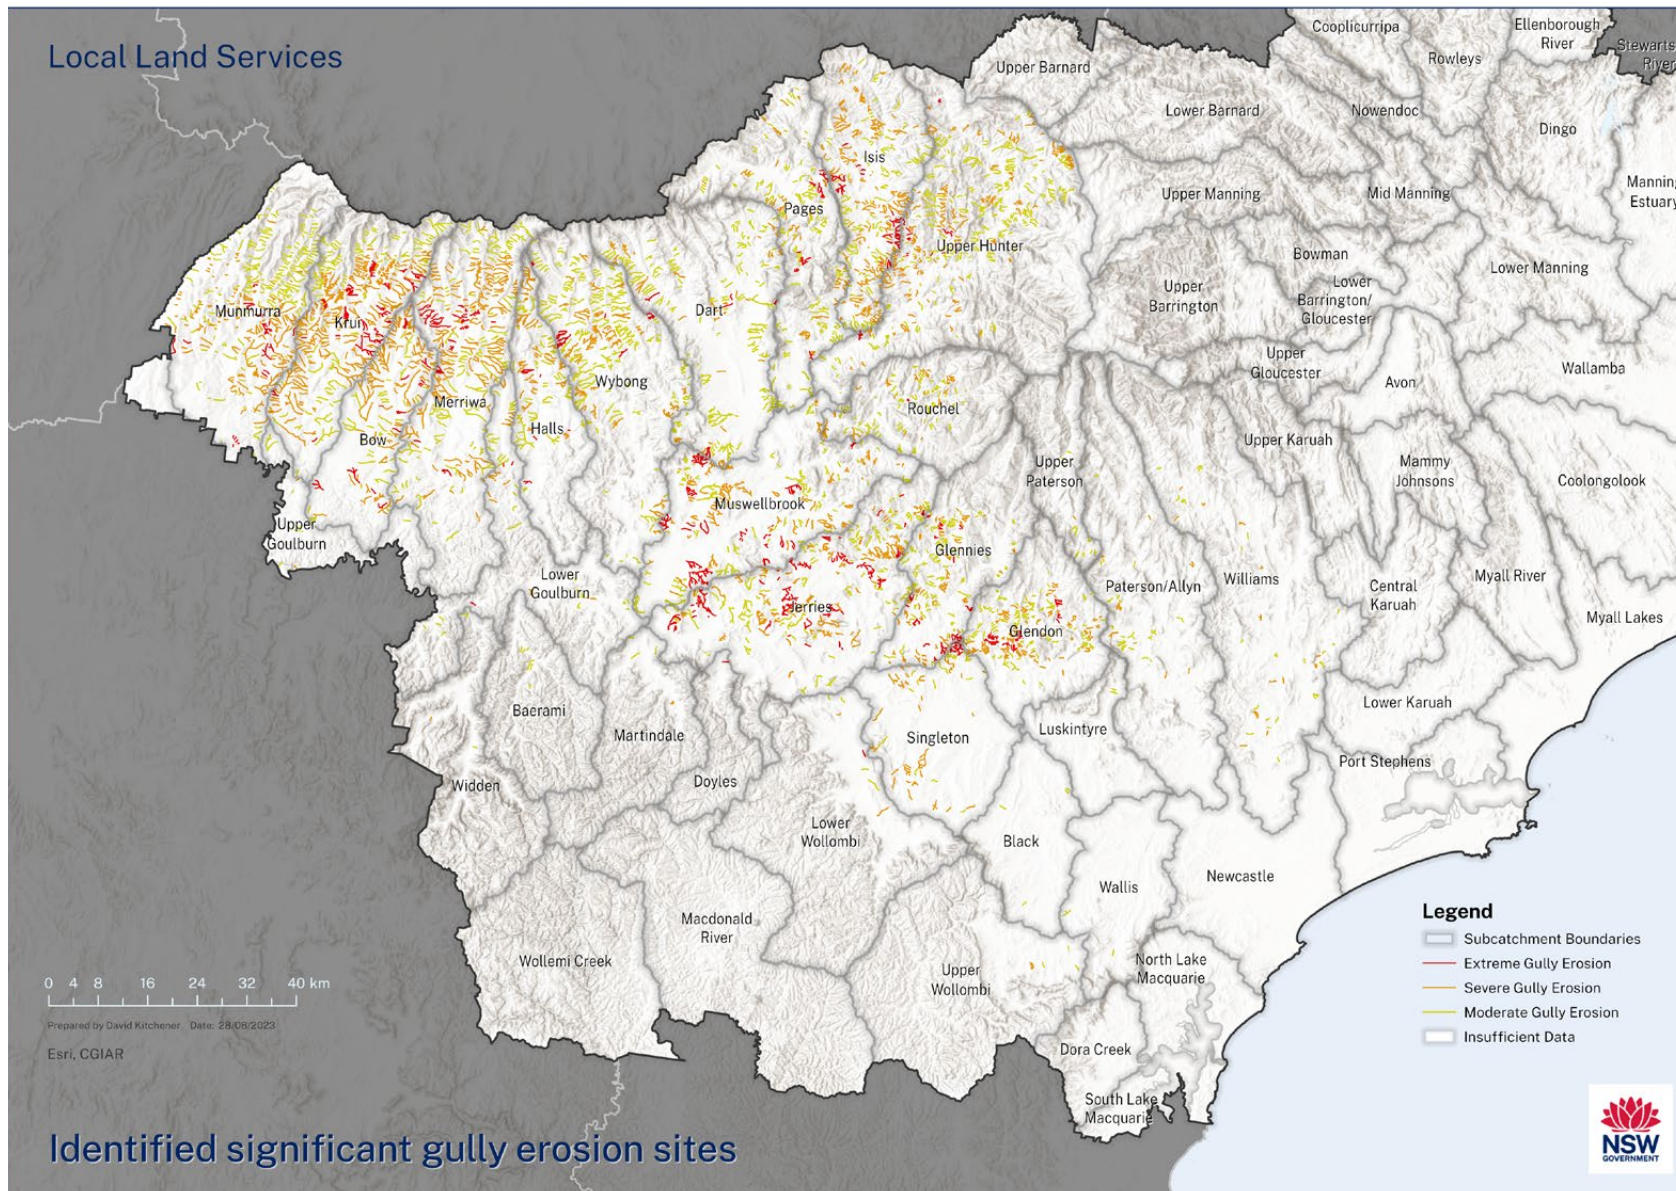 Local Land Services
Cooplicurripa
Ellenborough
River
Stewarts
River
Rowleys
Upper Barnard
Lower Barnard
Nowendoc
Dingo
Isis
Upper Manning
Mid Manning
Manning
Estuary
Pages
Upper Hunter
Bowman
Lower Manning
Upper
Barrington
Lower
Barrington/
Gloucester
Munmurra
Krui
Dart
Upper
Gloucester
Avon
Wallamba
Wybong
Merriwa
Rouchel
Halls
Bow
Upper Karuah
Upper
Paterson
Mammy
Johnsons
Coolongolook
Muswellbrook
Upper
Goulburn
Glennies
Lower
Goulburn
Paterson/Allyn
Williams
Central
Karuah
Myall River
Jerries
Myall Lakes
Glendon
Baerami
Martindale
Singleton
Luskintyre
Lower Karuah
Port Stephens
Widden
Doyles
Lower
Wollombi
Black
Wallis
Newcastle
Macdonald
River
Wollemi Creek
Upper
Wollombi
North Lake
Macquarie
Dora Creek
South Lake
Macquarie
Legend
Subcatchment Boundaries
Extreme Gully Erosion
Severe Gully Erosion
Moderate Gully Erosion
Insufficient Data
0 4 8 16 24 32 40 km
Prepared by David Kitchener Date: 28/08/2023
Esri, CGIAR
Identified significant gully erosion sites
NSW
GOVERNMENT